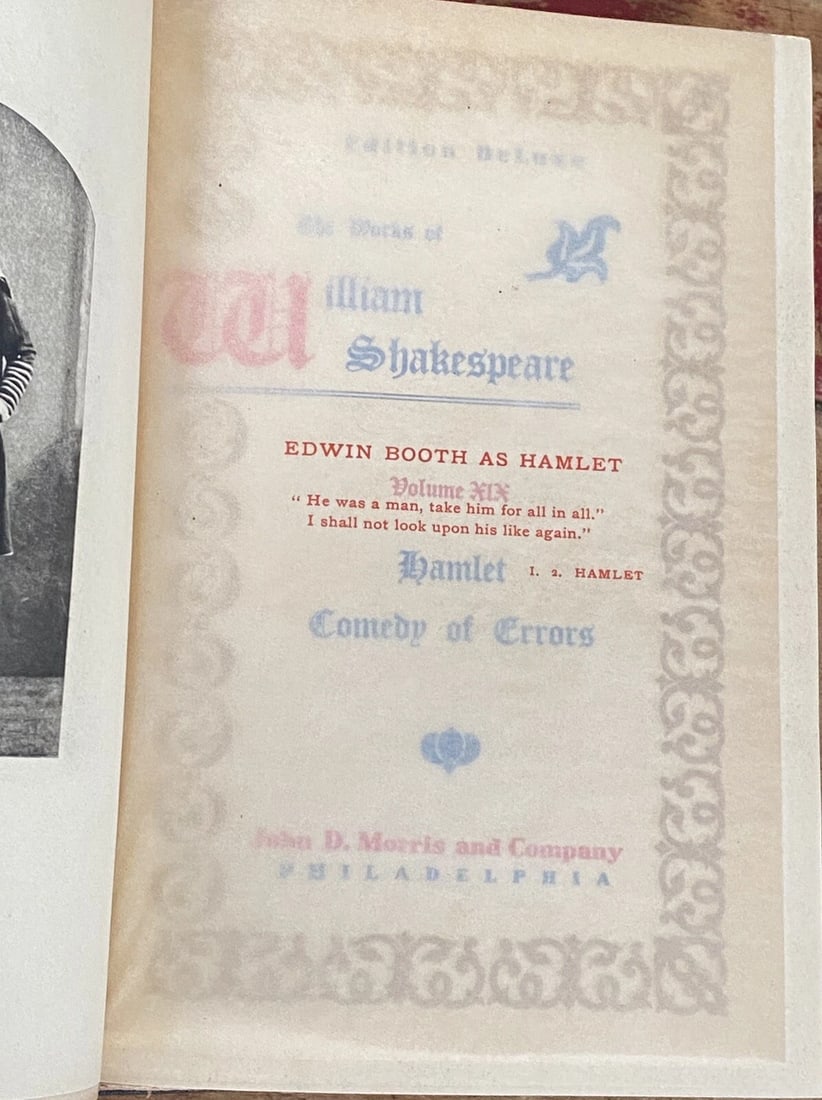 Edition DeLuxe
The Works of
William
Shakespeare
EDWIN BOOTH AS HAMLET
Volume XIX
“ He was a man, take him for all in all.”
I shall not look upon his like again.”
Hamlet I. 2. HAMLET
Comedy of Errors
John D. Morris and Company
PHILADELPHIA